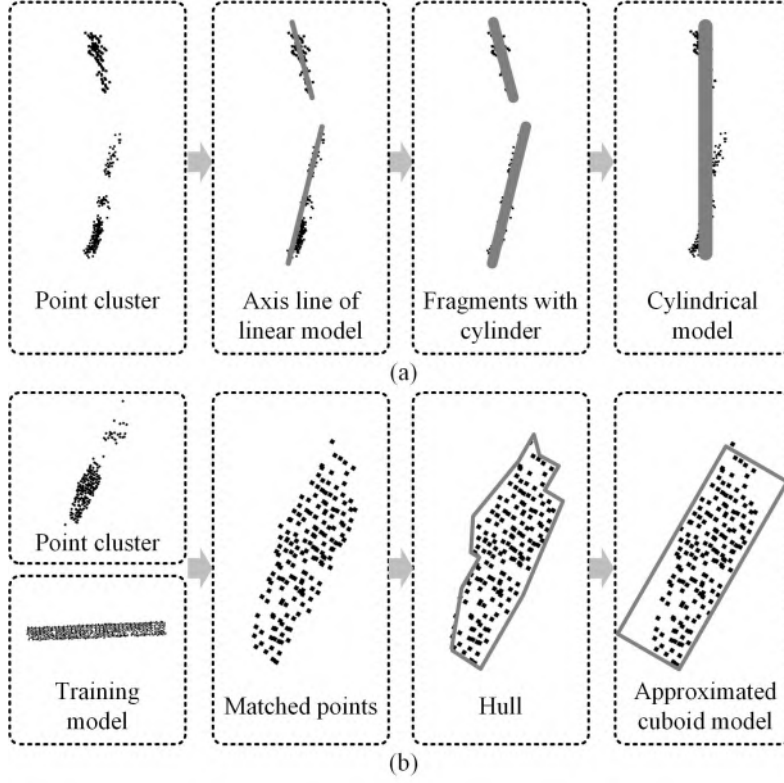 Point cluster
Axis line of
linear model
Fragments with
cylinder
Cylindrical
model
(a)
Point cluster
Training
model
Matched points
Hull
Approximated
cuboid model
(b)